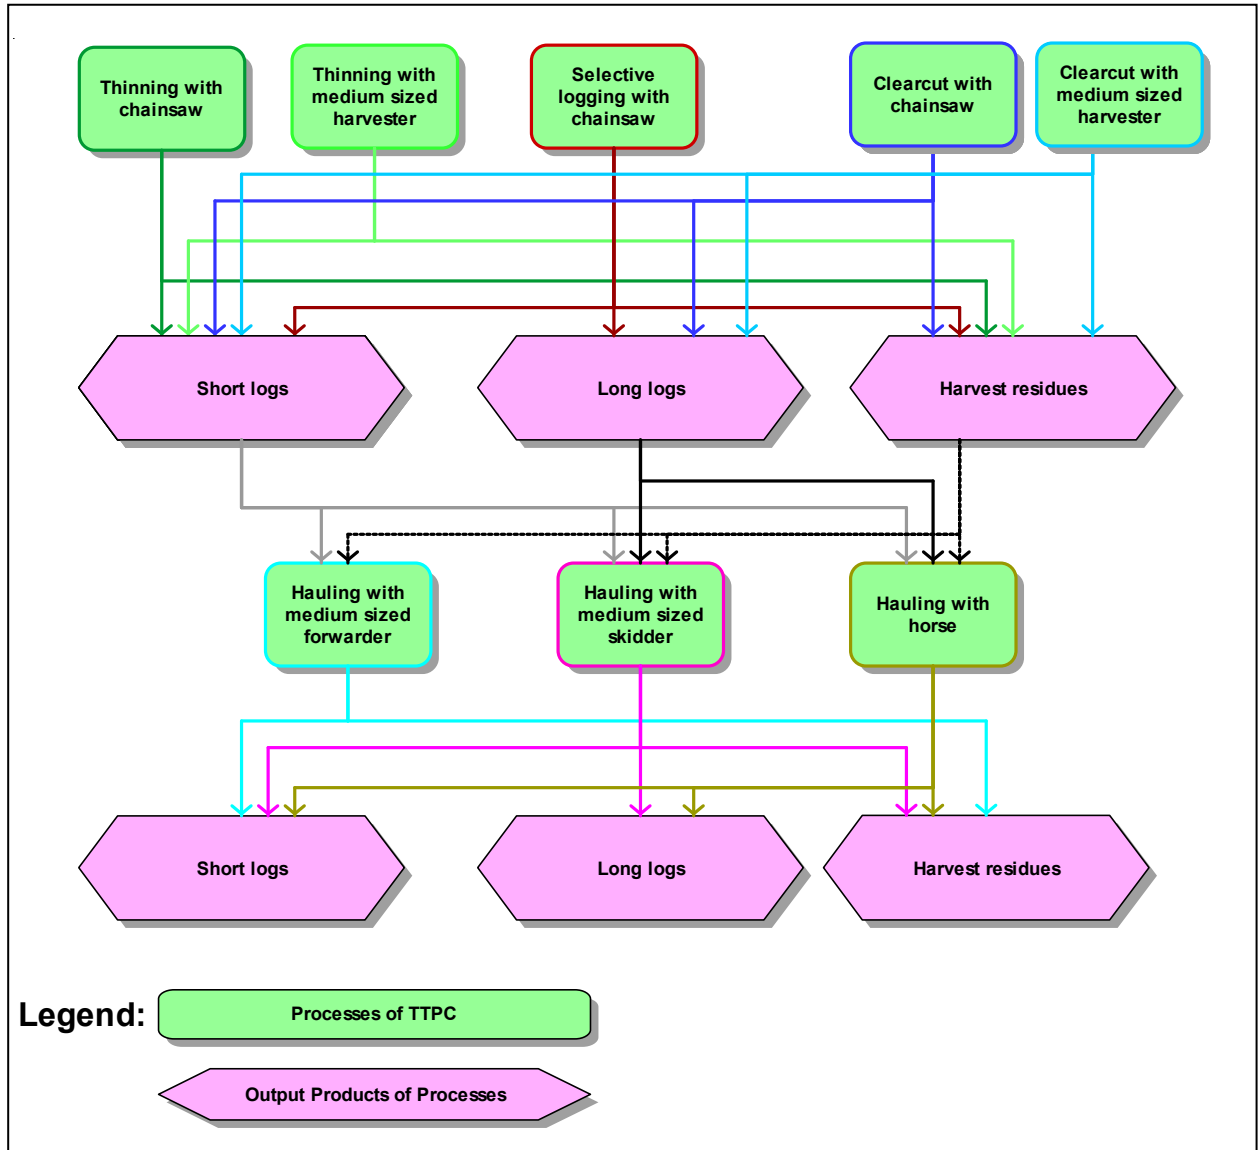 Thinning with
chainsaw
Thinning with
medium sized
harvester
Selective
logging with
chainsaw
Clearcut with
chainsaw
Clearcut with
medium sized
harvester
Short logs
Long logs
Harvest residues
Hauling with
medium sized
forwarder
Hauling with
medium sized
skidder
Hauling with
horse
Short logs
Long logs
Harvest residues
Legend:
Processes of TTPC
Output Products of Processes